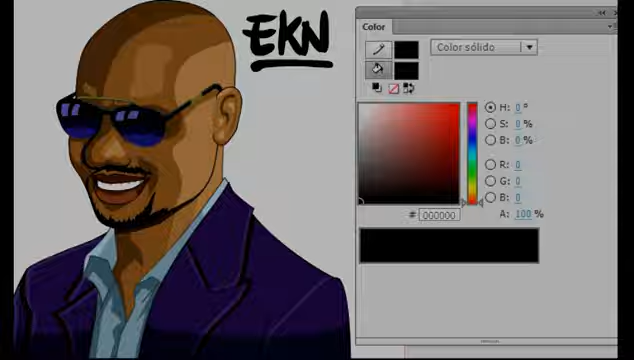 EKN
Color
Color sólido
H: 0 °
S: 0 %
B: 0 %
R: 0
G: 0
B: 0
# 000000
A: 100 %